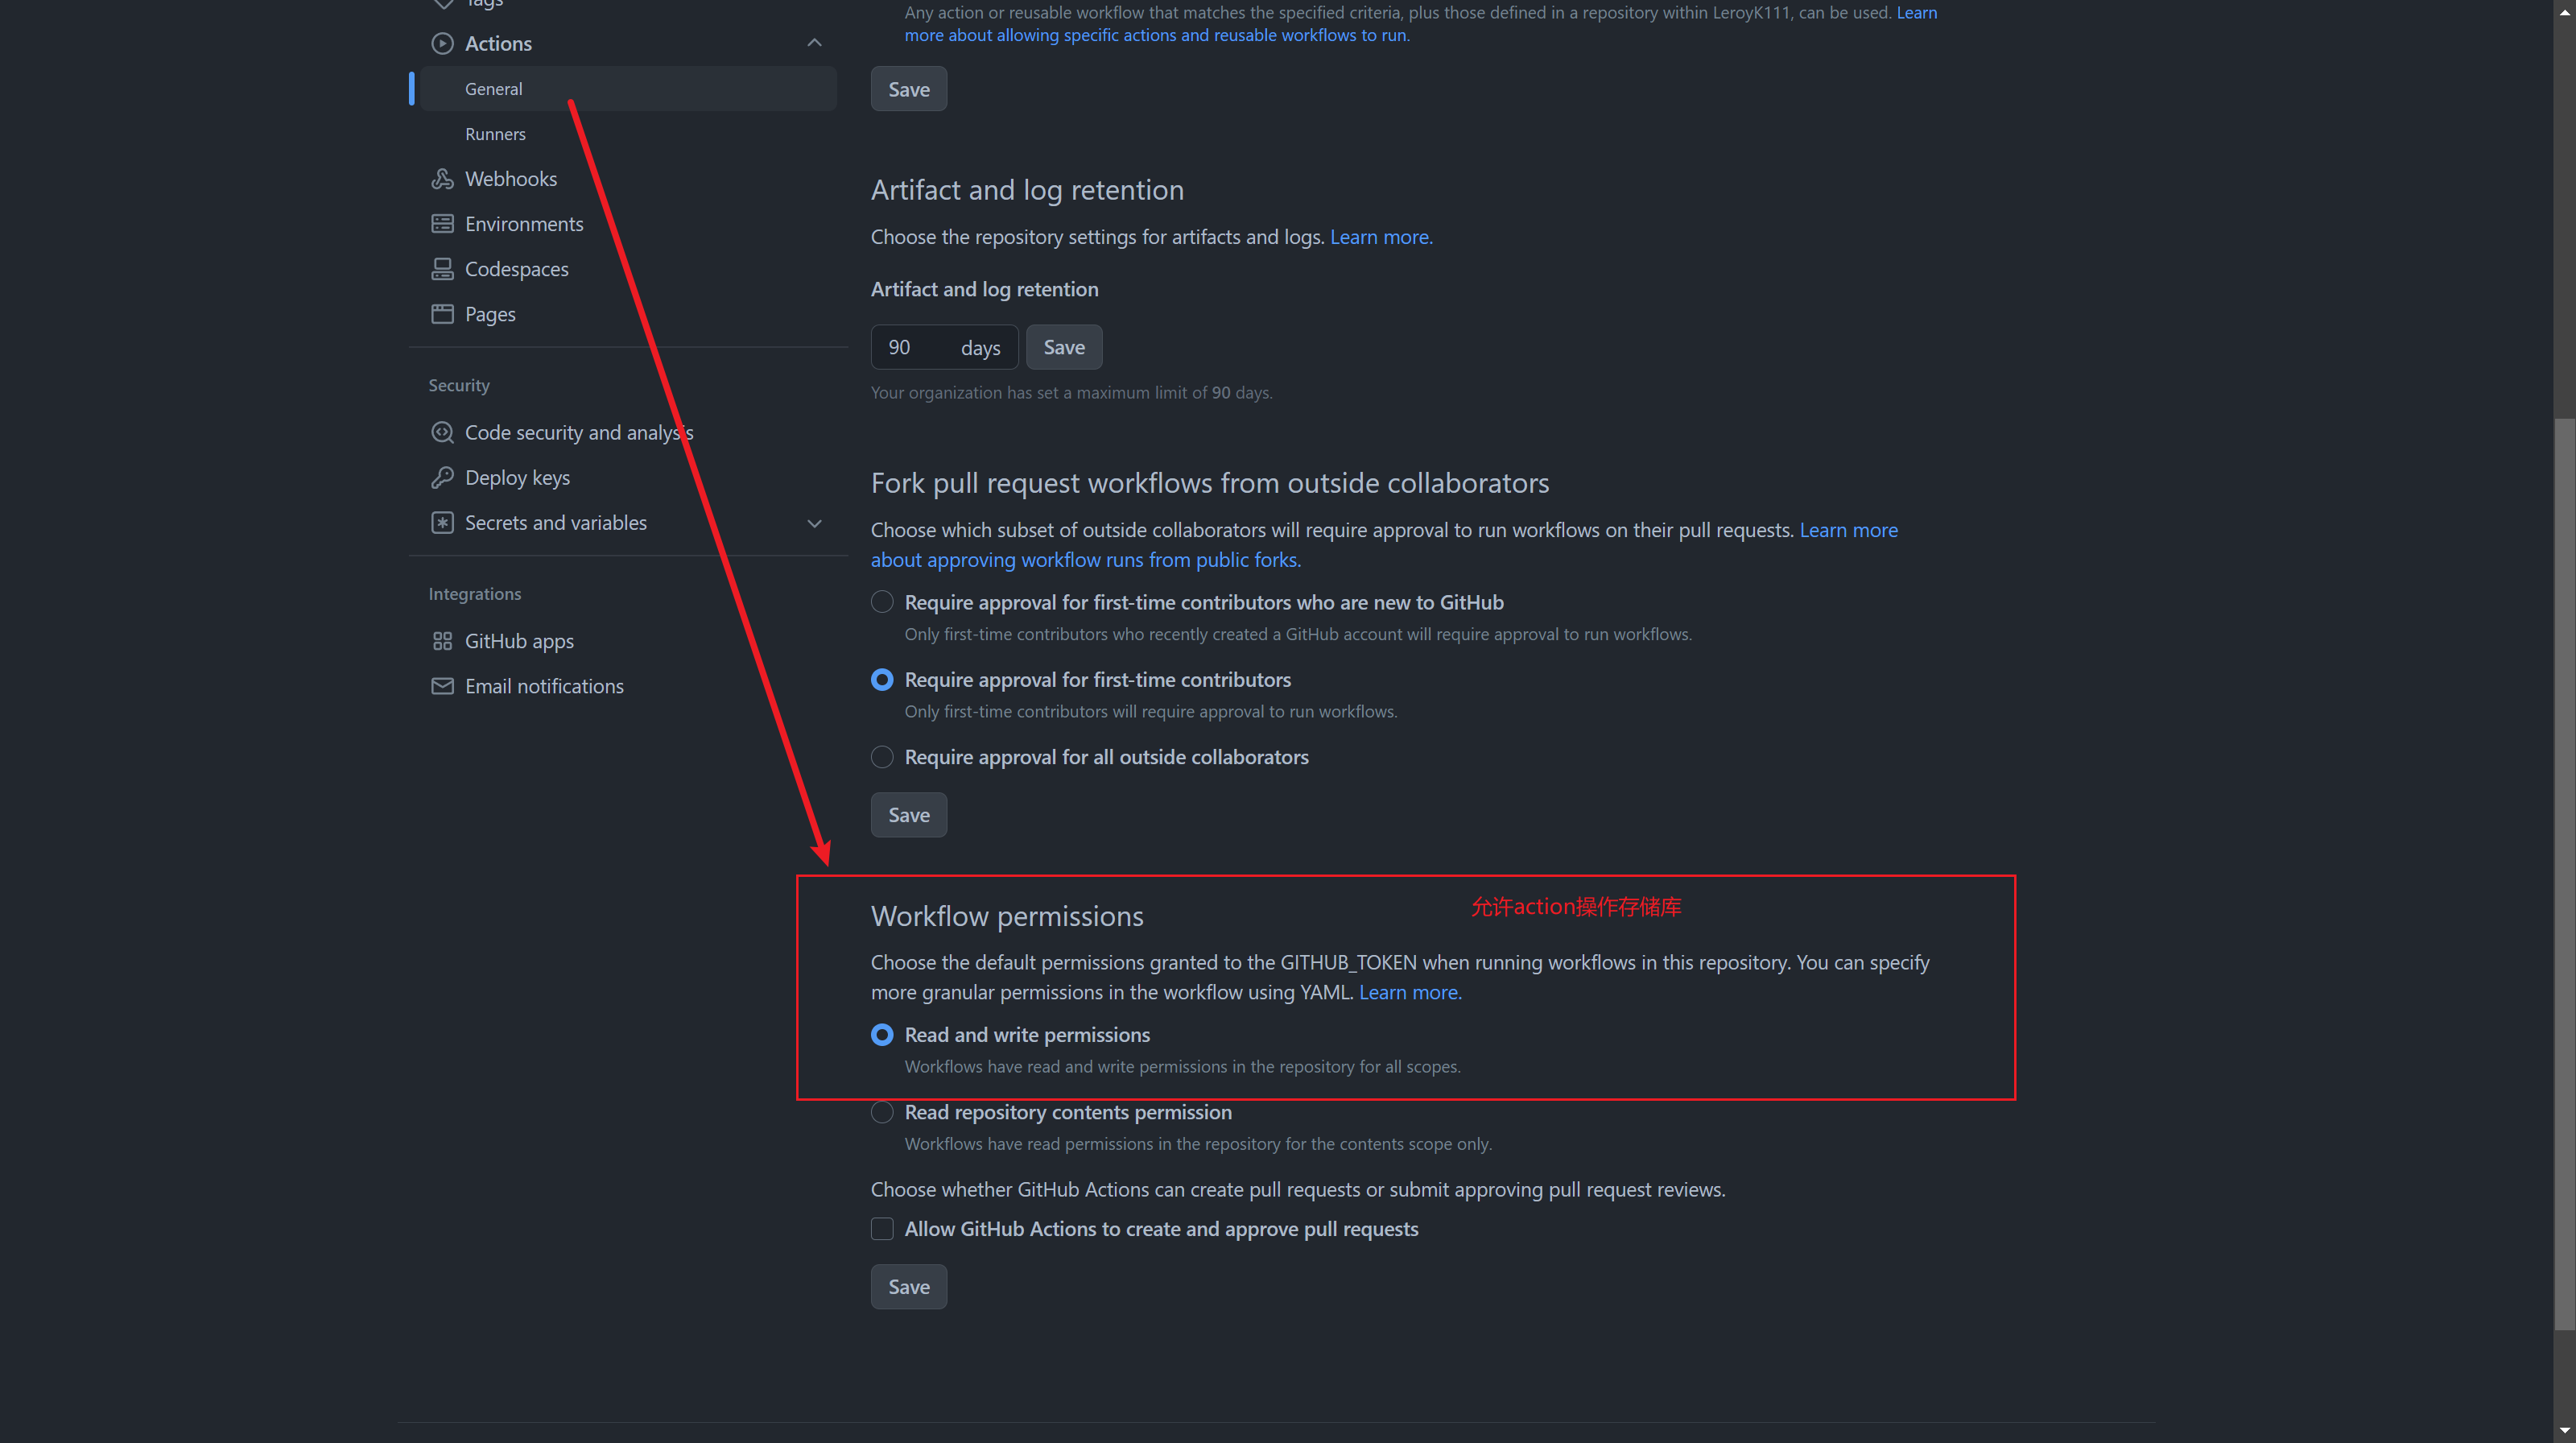 Tags
Actions
General
Runners
Webhooks
Environments
Codespaces
Pages
Security
Code security and analysis
Deploy keys
Secrets and variables
Integrations
GitHub apps
Email notifications
Any action or reusable workflow that matches the specified criteria, plus those defined in a repository within LeroyK111, can be used. Learn
more about allowing specific actions and reusable workflows to run.
Save
Artifact and log retention
Choose the repository settings for artifacts and logs. Learn more.
Artifact and log retention
90 days Save
Your organization has set a maximum limit of 90 days.
Fork pull request workflows from outside collaborators
Choose which subset of outside collaborators will require approval to run workflows on their pull requests. Learn more
about approving workflow runs from public forks.
Require approval for first-time contributors who are new to GitHub
Only first-time contributors who recently created a GitHub account will require approval to run workflows.
Require approval for first-time contributors
Only first-time contributors will require approval to run workflows.
Require approval for all outside collaborators
Save
Workflow permissions
允许action操作存储库
Choose the default permissions granted to the GITHUB_TOKEN when running workflows in this repository. You can specify
more granular permissions in the workflow using YAML. Learn more.
Read and write permissions
Workflows have read and write permissions in the repository for all scopes.
Read repository contents permission
Workflows have read permissions in the repository for the contents scope only.
Choose whether GitHub Actions can create pull requests or submit approving pull request reviews.
Allow GitHub Actions to create and approve pull requests
Save